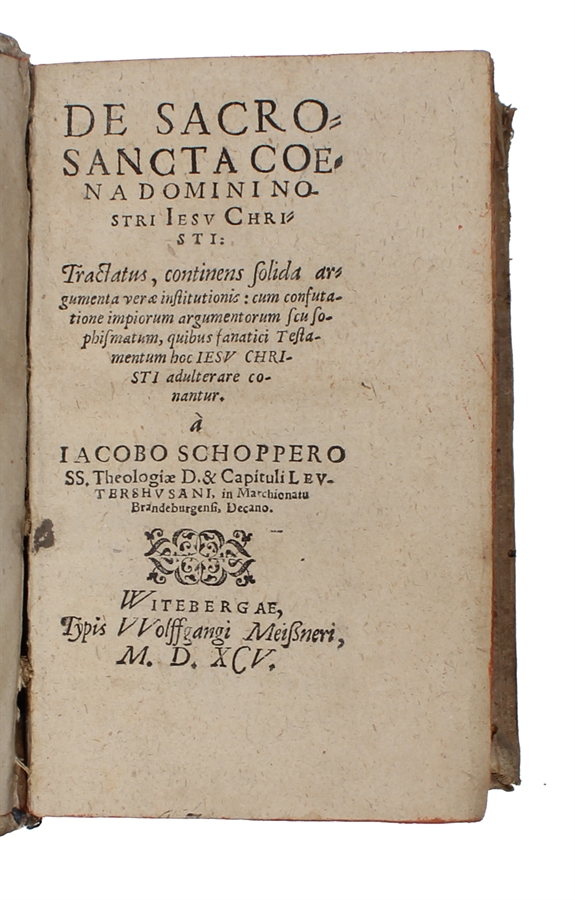 DE SACRO-
SANCTA COE-
NA DOMINI NO-
STRI IESV CHRI-
STI:
Tractatus, continens solida ar-
gumenta veræ institutionis: cum confuta-
tione impiorum argumentorum seu so-
phismatum, quibus fanatici Testa-
mentum hoc IESV CHRI-
STI adulterare co-
nantur.
à
IACOBO SCHOPPERO
SS. Theologiæ D. & Capituli LEV-
TERSHVSANI, in Marchionatu
Brandeburgensi, Decano.
WITEBERGAE,
Typis VVolffgangi Meißneri,
M. D. XCV.